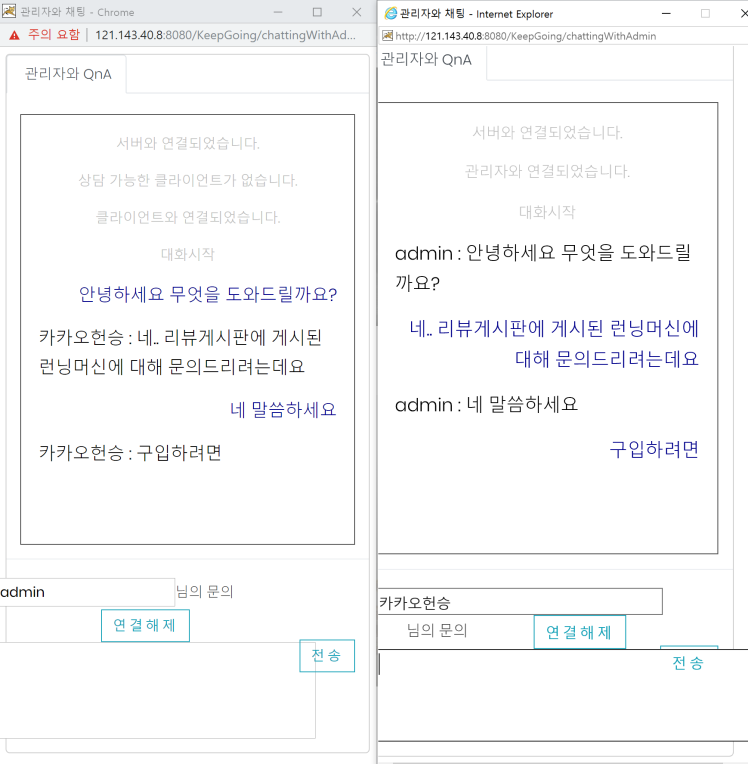 관리자와 채팅 - Chrome
주의 요함 | 121.143.40.8:8080/KeepGoing/chattingWithAd...
관리자와 QnA
서버와 연결되었습니다.
상담 가능한 클라이언트가 없습니다.
클라이언트와 연결되었습니다.
대화시작
안녕하세요 무엇을 도와드릴까요?
카카오헌승 : 네.. 리뷰게시판에 게시된
런닝머신에 대해 문의드리려는데요
네 말씀하세요
카카오헌승 : 구입하려면
admin
님의 문의
연결해제
전송
관리자와 채팅 - Internet Explorer
http://121.143.40.8:8080/KeepGoing/chattingWithAdmin
관리자와 QnA
서버와 연결되었습니다.
관리자와 연결되었습니다.
대화시작
admin : 안녕하세요 무엇을 도와드릴
까요?
네.. 리뷰게시판에 게시된 런닝머신에
대해 문의드리려는데요
admin : 네 말씀하세요
구입하려면
카카오헌승
님의 문의
연결해제
전송